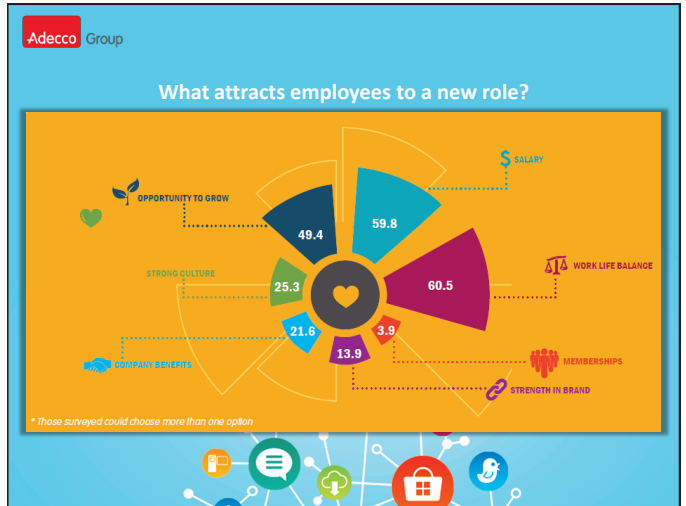 Adecco Group
What attracts employees to a new role?
$ SALARY
OPPORTUNITY TO GROW
59.8
49.4
WORK LIFE BALANCE
STRONG CULTURE
25.3
60.5
21.6
3.9
13.9
COMPANY BENEFITS
MEMBERSHIPS
STRENGTH IN BRAND
* Those surveyed could choose more than one option